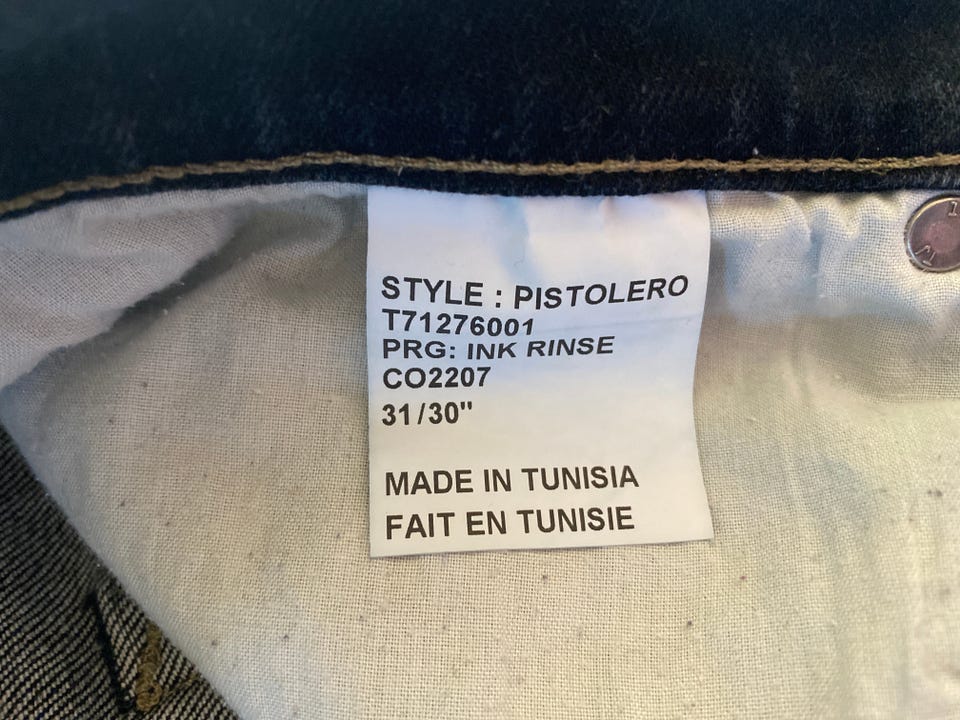 STYLE : PISTOLERO
T71276001
PRG: INK RINSE
CO2207
31/30"
MADE IN TUNISIA
FAIT EN TUNISIE